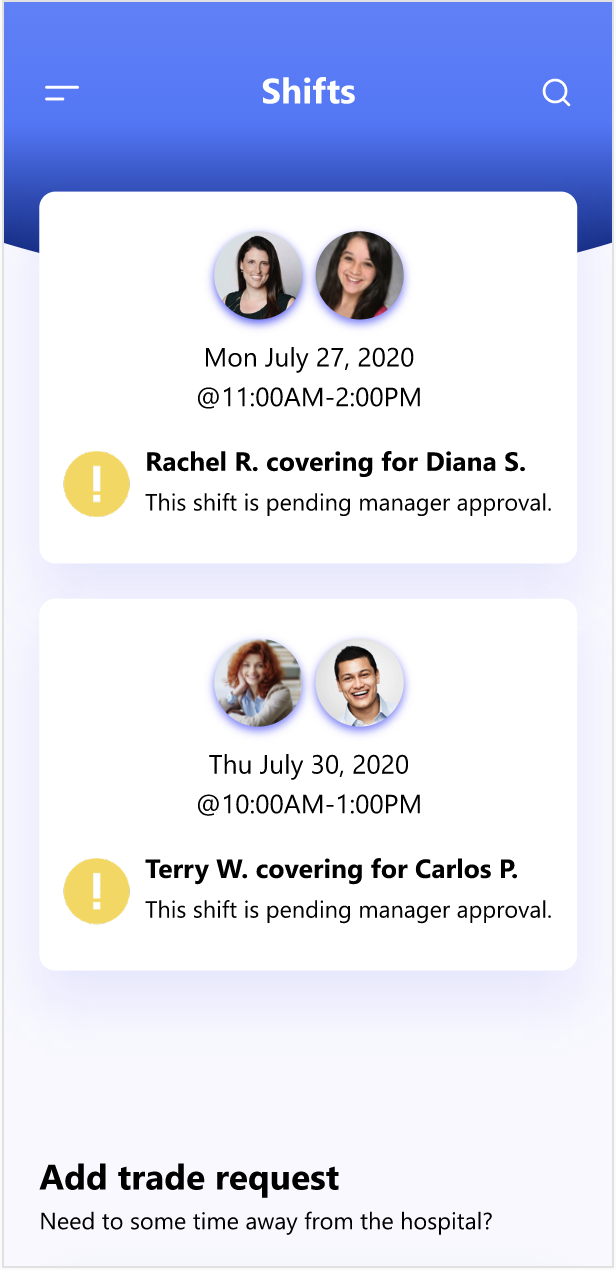 Shifts
Mon July 27, 2020
@11:00AM-2:00PM
Rachel R. covering for Diana S.
This shift is pending manager approval.
Thu July 30, 2020
@10:00AM-1:00PM
Terry W. covering for Carlos P.
This shift is pending manager approval.
Add trade request
Need to some time away from the hospital?